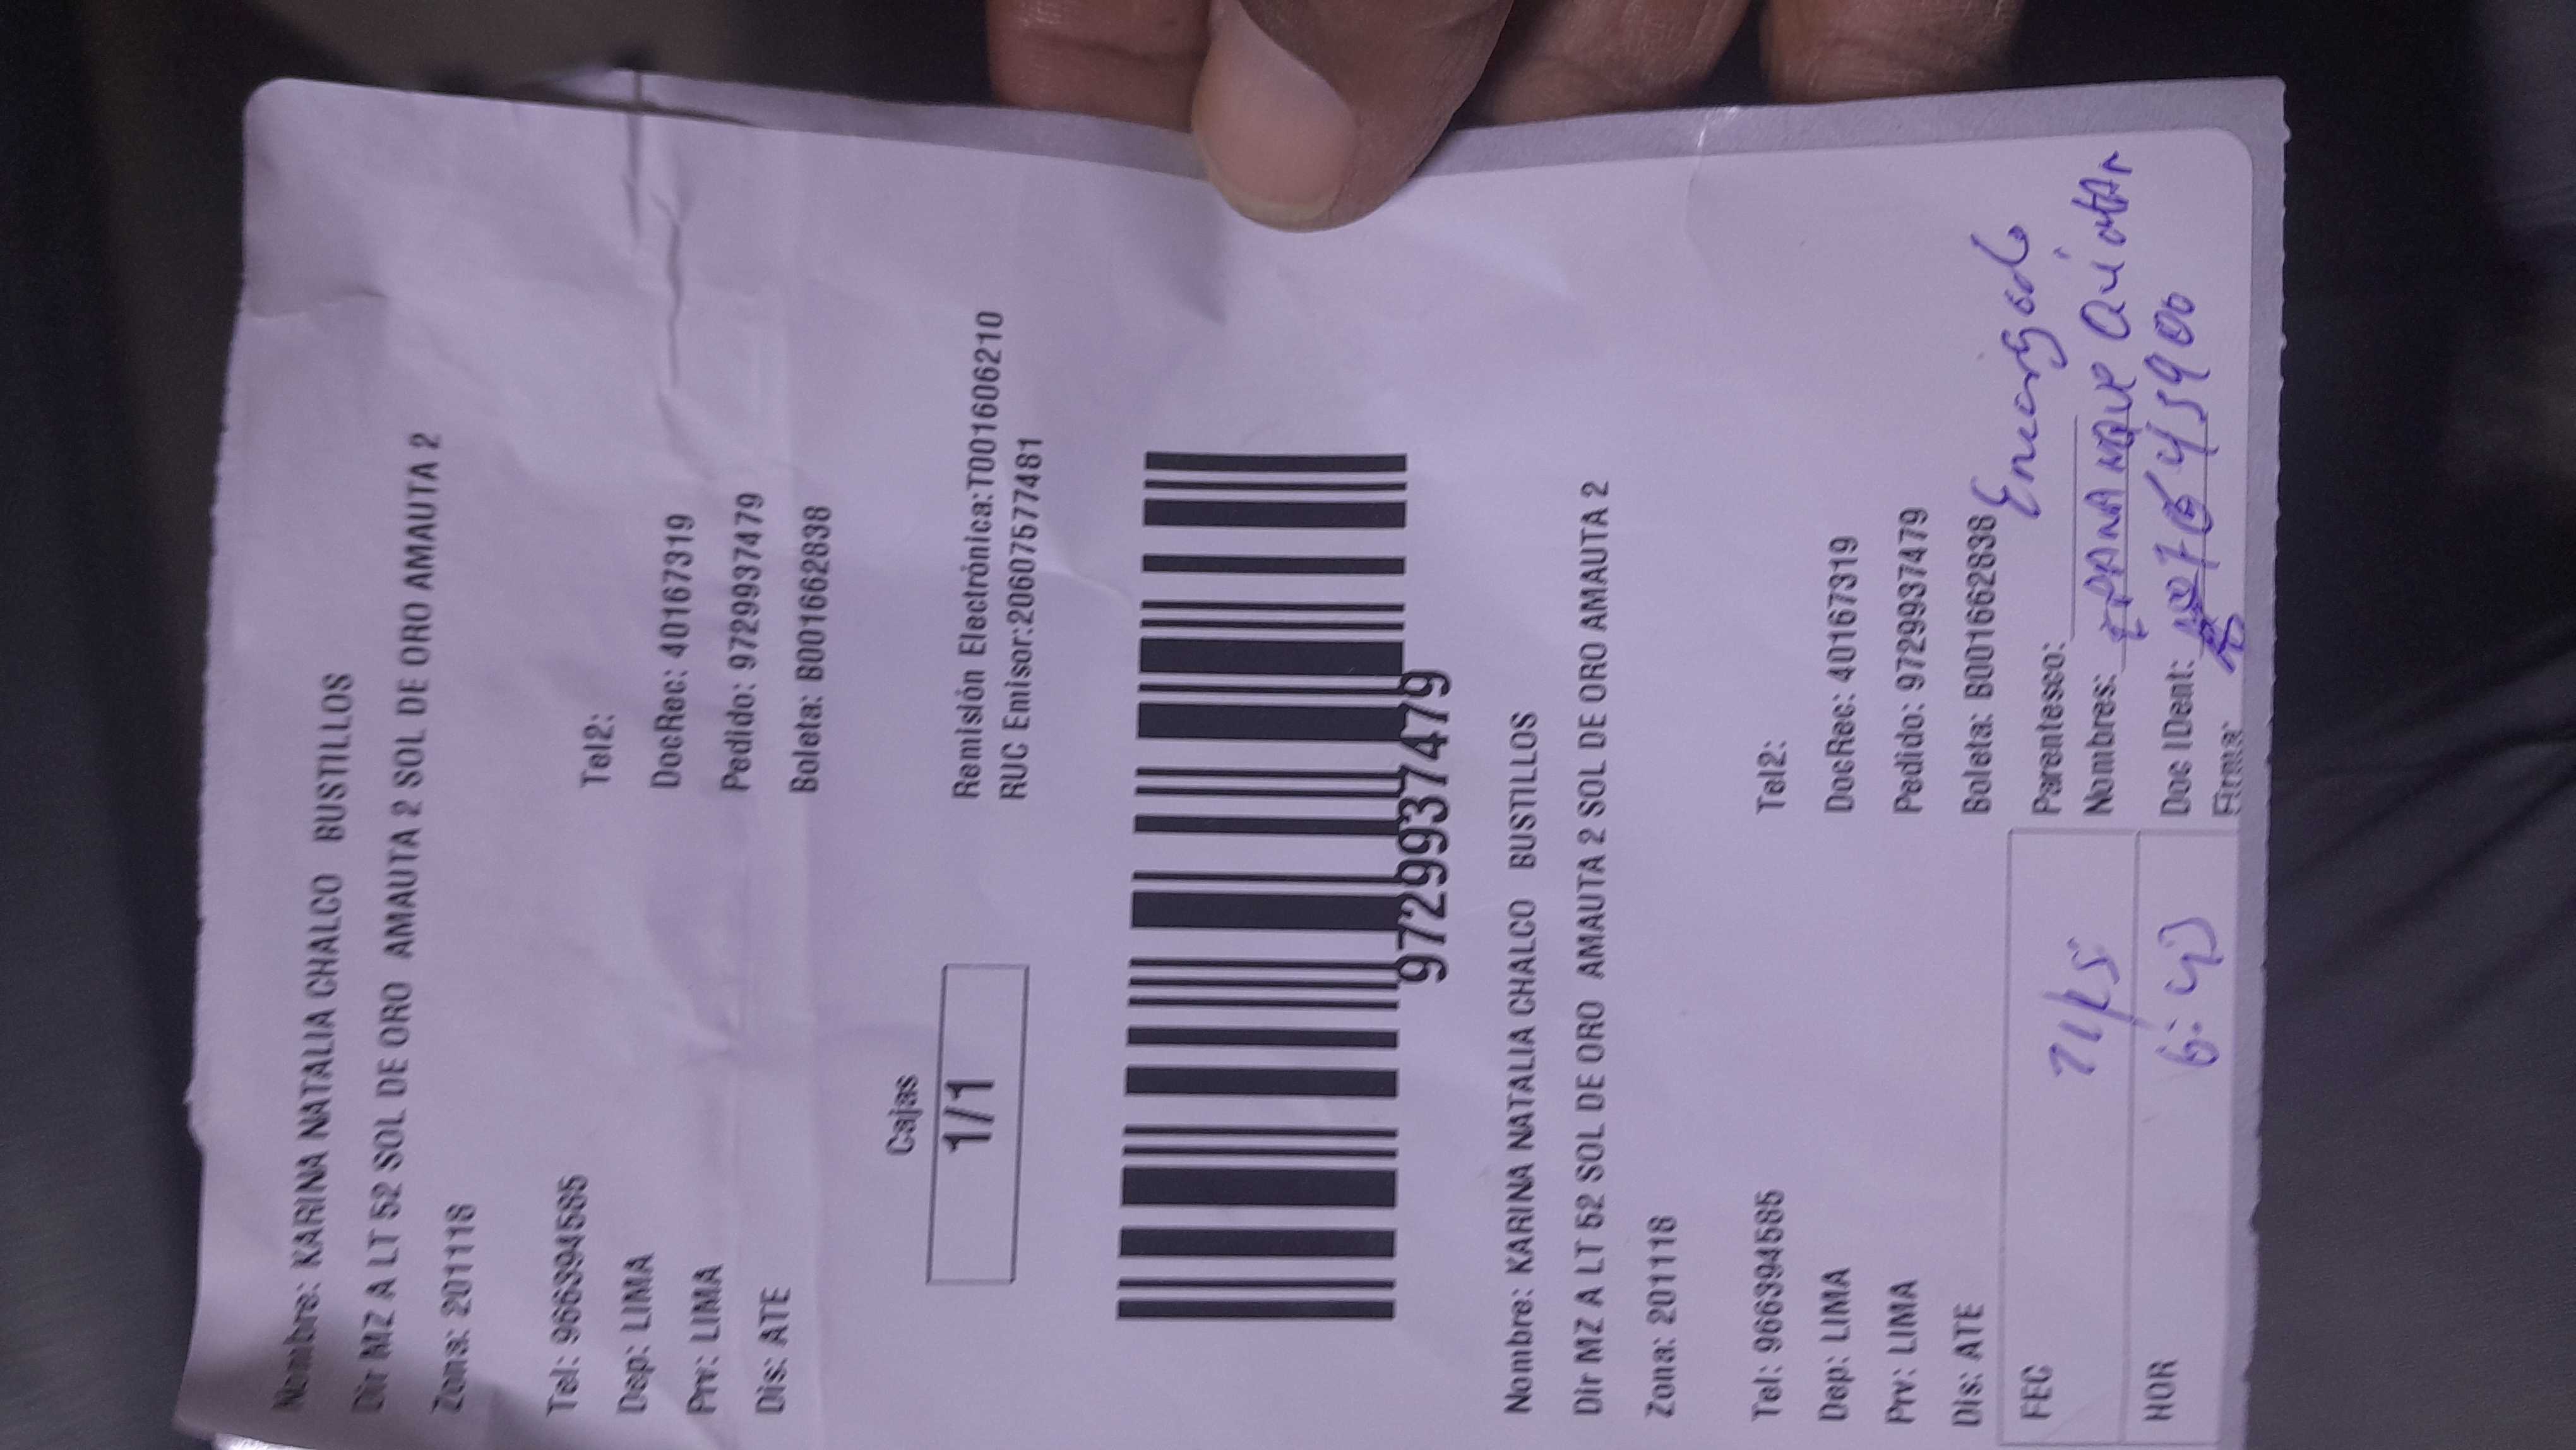 Nombre: KARINA NATALIA CHALCO BUSTILLOS
Dir MZ A LT 52 SOL DE ORO AMAUTA 2 SOL DE ORO AMAUTA 2
Zona: 201118
Tel: 966394585 Tel2:
Dep: LIMA DocRec: 40167319
Prv: LIMA Pedido: 9729937479
Dis: ATE Boleta: B001662838
Cajas
1/1
Remisión Electrónica:T001606210
RUC Emisor:20607577481
9729937479
Nombre: KARINA NATALIA CHALCO BUSTILLOS
Dir MZ A LT 52 SOL DE ORO AMAUTA 2 SOL DE ORO AMAUTA 2
Zona: 201118
Tel: 966394585 Tel2:
Dep: LIMA DocRec: 40167319
Prv: LIMA Pedido: 9729937479
Dis: ATE Boleta: B001662838
FEC Parentesco: Encargado
Nombres:
HOR Doc IDent:
Firma: